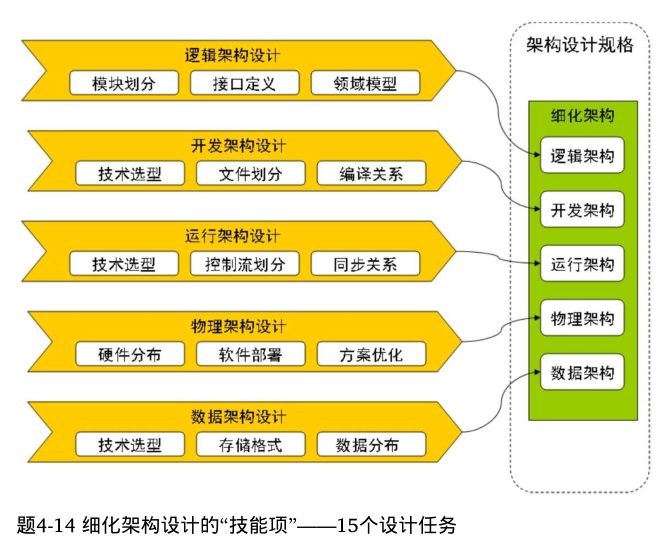 逻辑架构设计
模块划分 接口定义 领域模型
开发架构设计
技术选型 文件划分 编译关系
运行架构设计
技术选型 控制流划分 同步关系
物理架构设计
硬件分布 软件部署 方案优化
数据架构设计
技术选型 存储格式 数据分布
架构设计规格
细化架构
逻辑架构
开发架构
运行架构
物理架构
数据架构
题4-14 细化架构设计的“技能项”——15个设计任务